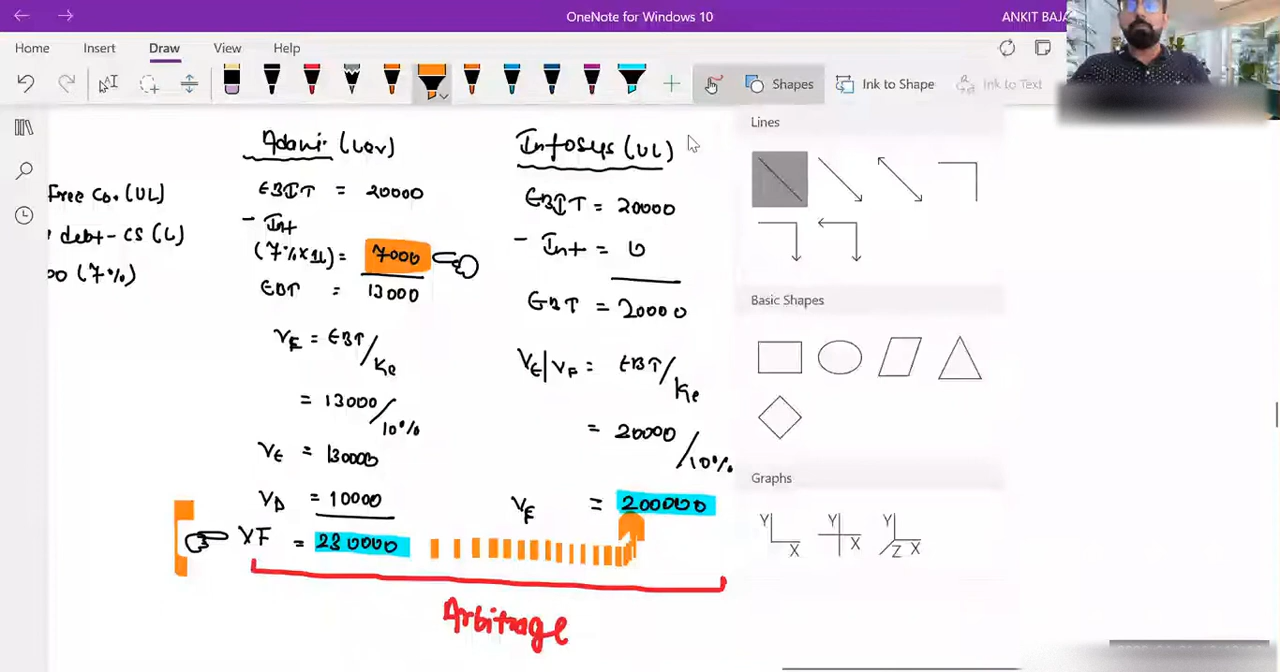 OneNote for Windows 10
ANKIT BAJA
Home Insert Draw View Help
Shapes Ink to Shape Ink to Text
Lines
Basic Shapes
Graphs
Y X Y X Y Z X
Free Co. (UL)
debt - CS (L)
00 (7%)
Adani (Lev)
EBIT = 20000
- Int
(7% x 1L) = 7000
EBT = 13000
VE = EBT/Ke
= 13000/10%
VE = 130000
VD = 10000
VF = 230000
Infosys (UL)
EBIT = 20000
- Int = 0
EBT = 20000
VE|VF = EBT/Ke
= 20000/10%
VF = 200000
Arbitrage